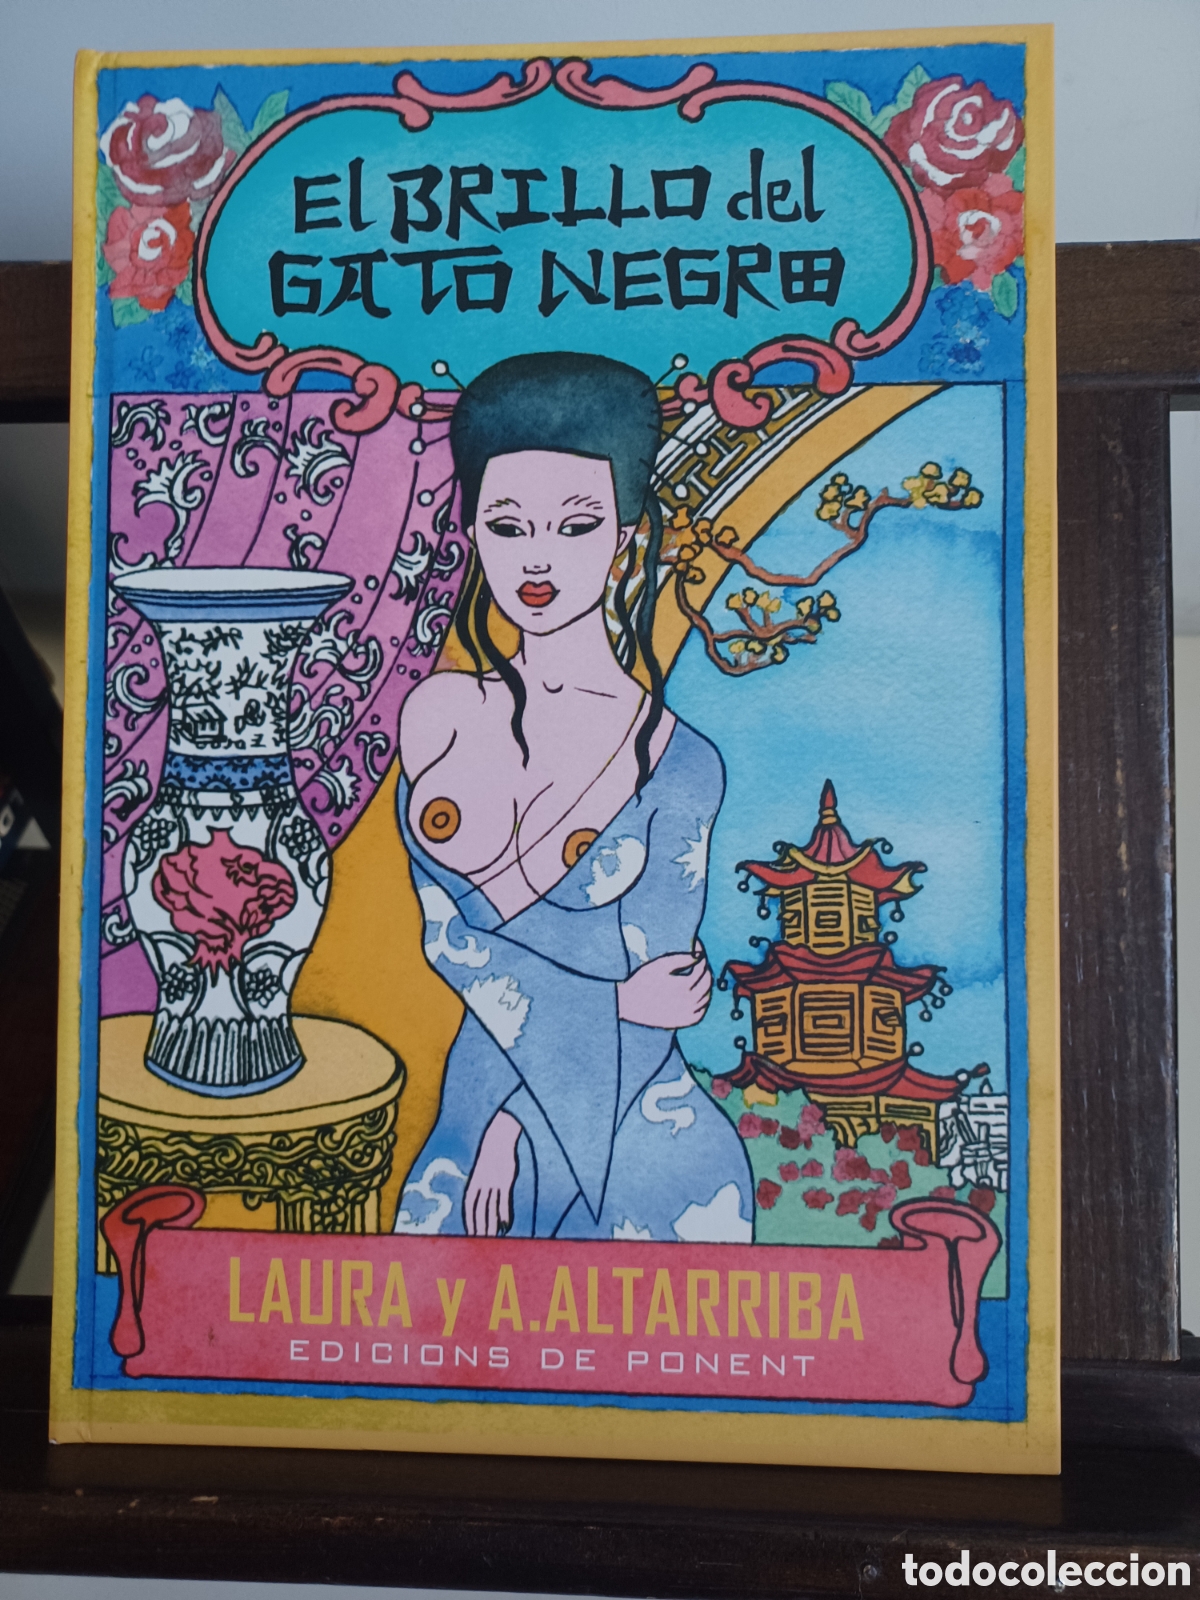 El BRILLO del
GATO NEGRO
LAURA y A.ALTARRIBA
EDICIONS DE PONENT
todocoleccion